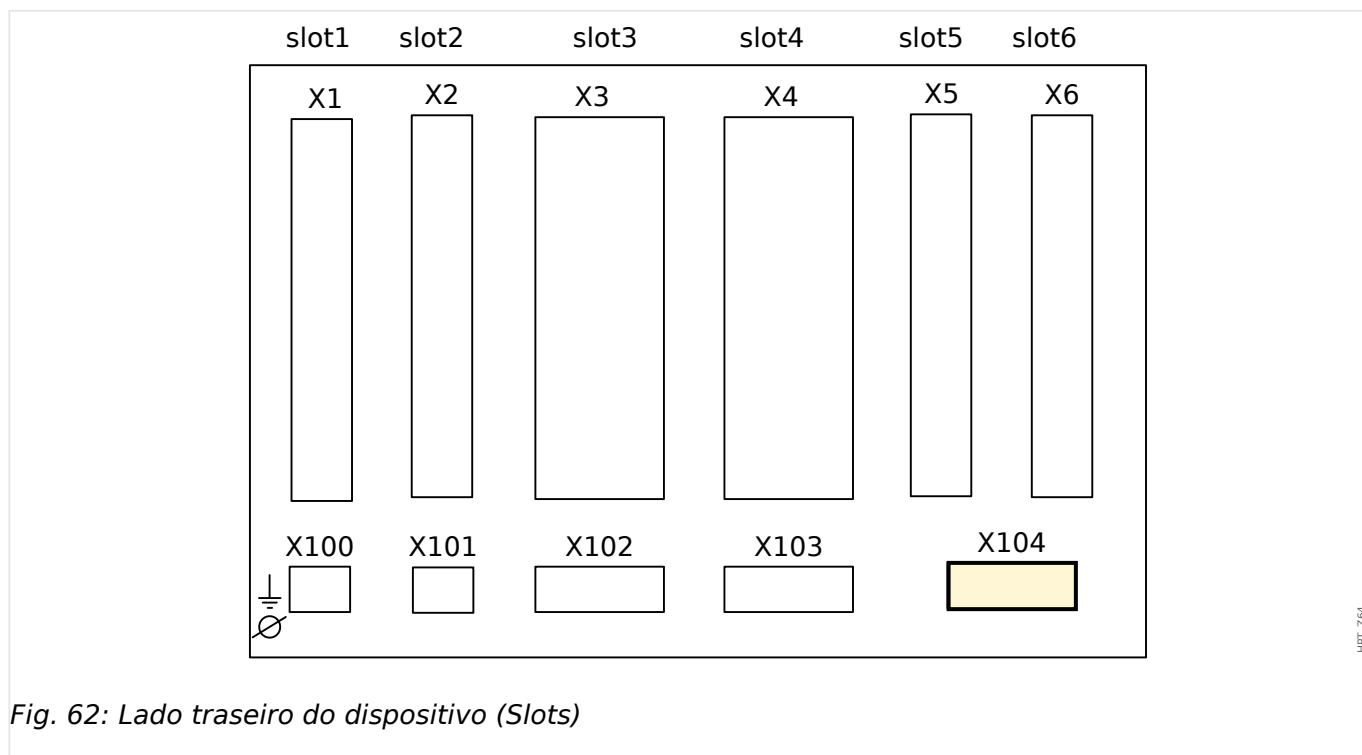 slot1 slot2 slot3 slot4 slot5 slot6
X1 X2 X3 X4 X5 X6
X100 X101 X102 X103 X104
HPT_Z64
Fig. 62: Lado traseiro do dispositivo (Slots)